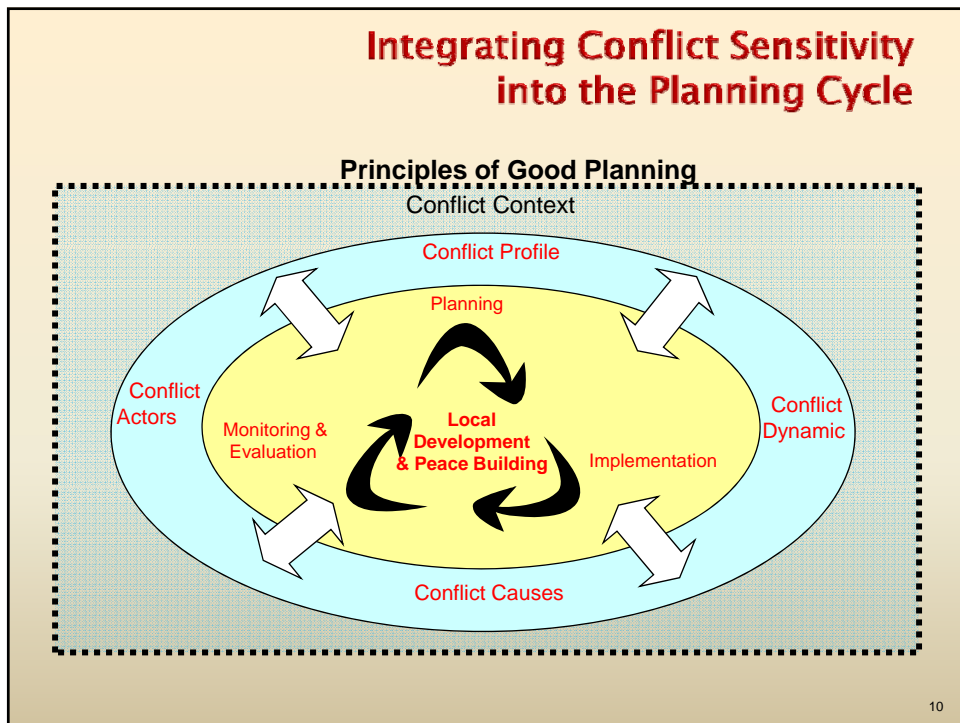 Integrating Conflict Sensitivity
into the Planning Cycle
Principles of Good Planning
Conflict Context
Conflict Profile
Planning
Conflict
Actors
Monitoring &
Evaluation
Local
Development
& Peace Building
Implementation
Conflict
Dynamic
Conflict Causes
10